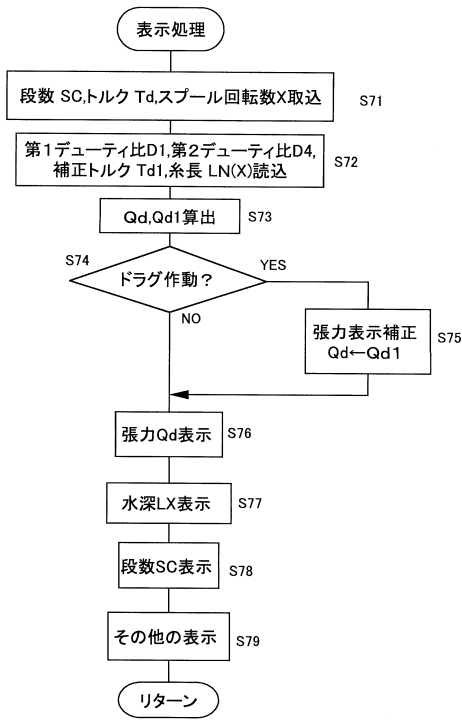 表示処理
段数 SC,トルク Td,スプール回転数X取込
S71
第1デューティ比D1,第2デューティ比D4,
補正トルク Td1,糸長 LN(X)読込
S72
Qd,Qd1算出
S73
S74
ドラグ作動？
YES
NO
張力表示補正
Qd←Qd1
S75
張力Qd表示
S76
水深LX表示
S77
段数SC表示
S78
その他の表示
S79
リターン